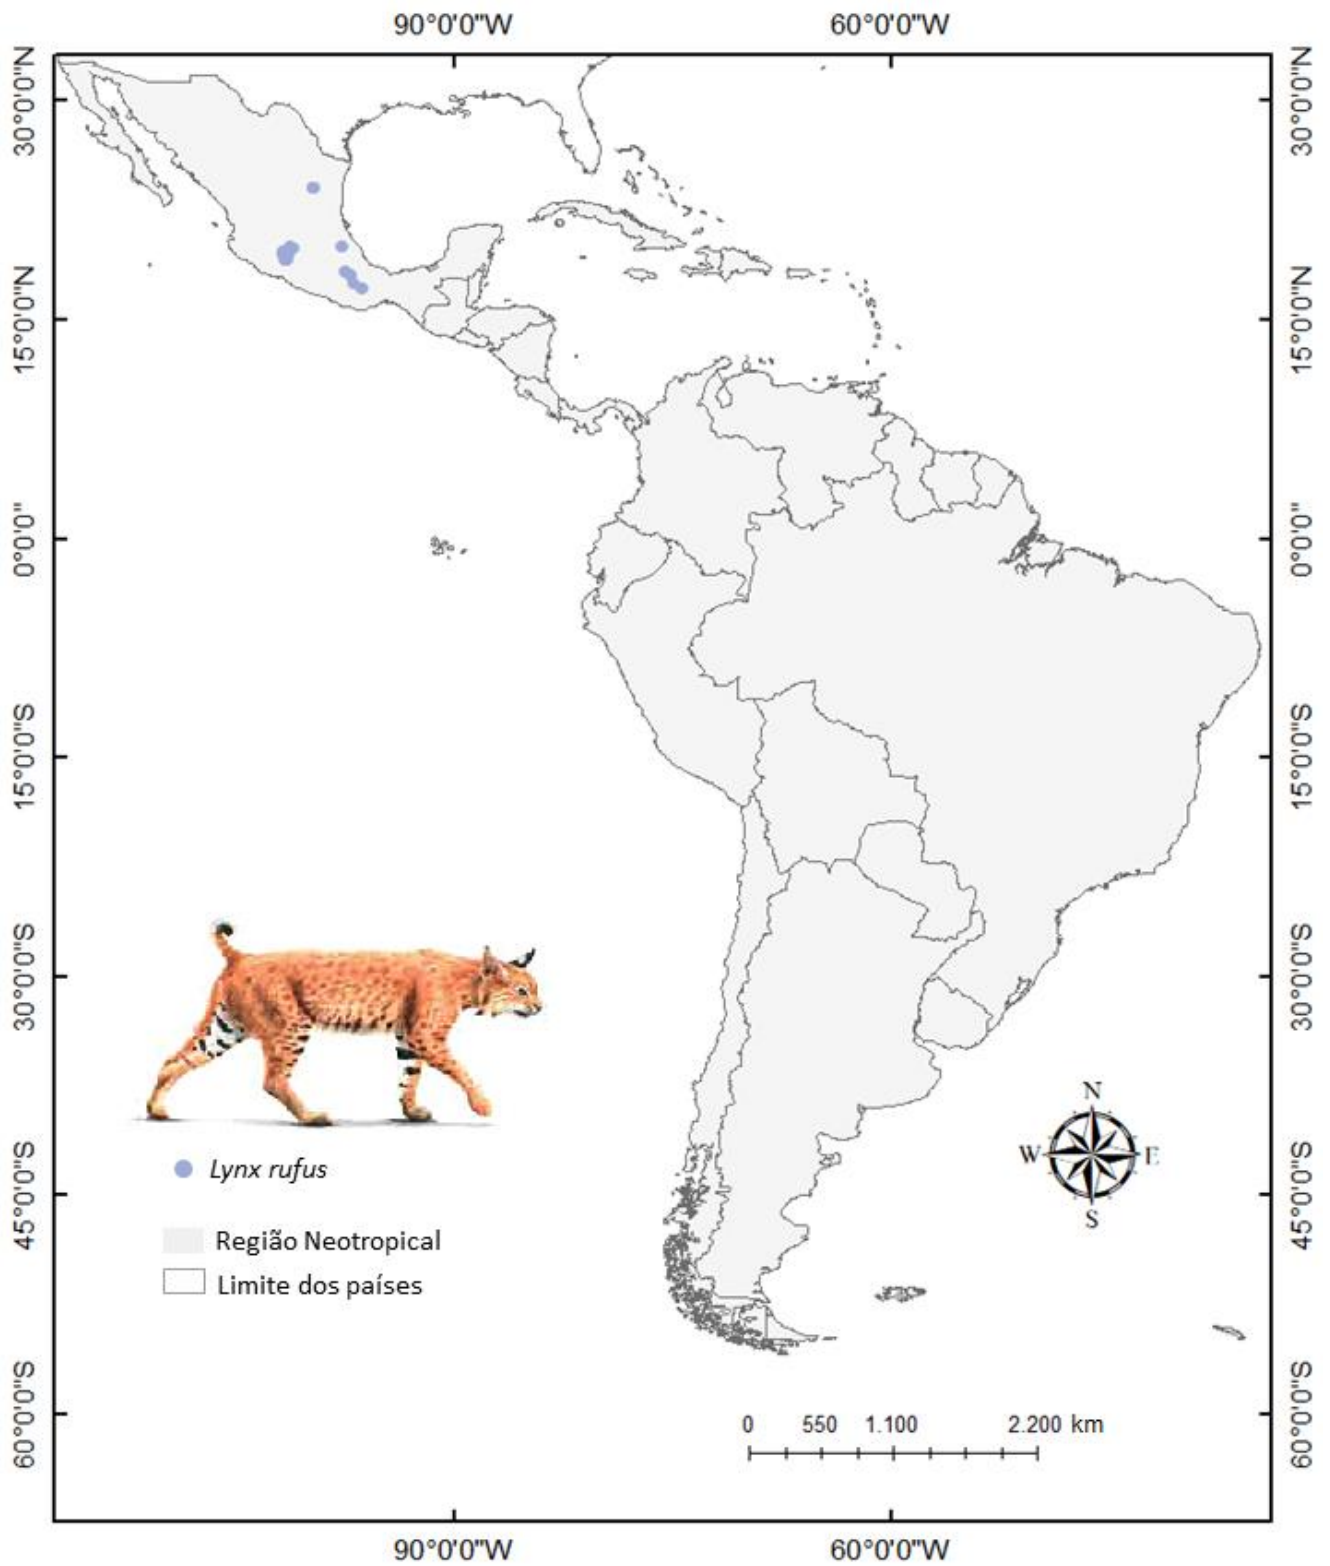 90°0'0"W 60°0'0"W
30°0'0"N 30°0'0"N
15°0'0"N 15°0'0"N
0°0'0" 0°0'0"
15°0'0"S 15°0'0"S
30°0'0"S 30°0'0"S
N
W E
S
Lynx rufus
45°0'0"S 45°0'0"S
Região Neotropical
Limite dos países
60°0'0"S 60°0'0"S
0 550 1.100 2.200 km
90°0'0"W 60°0'0"W